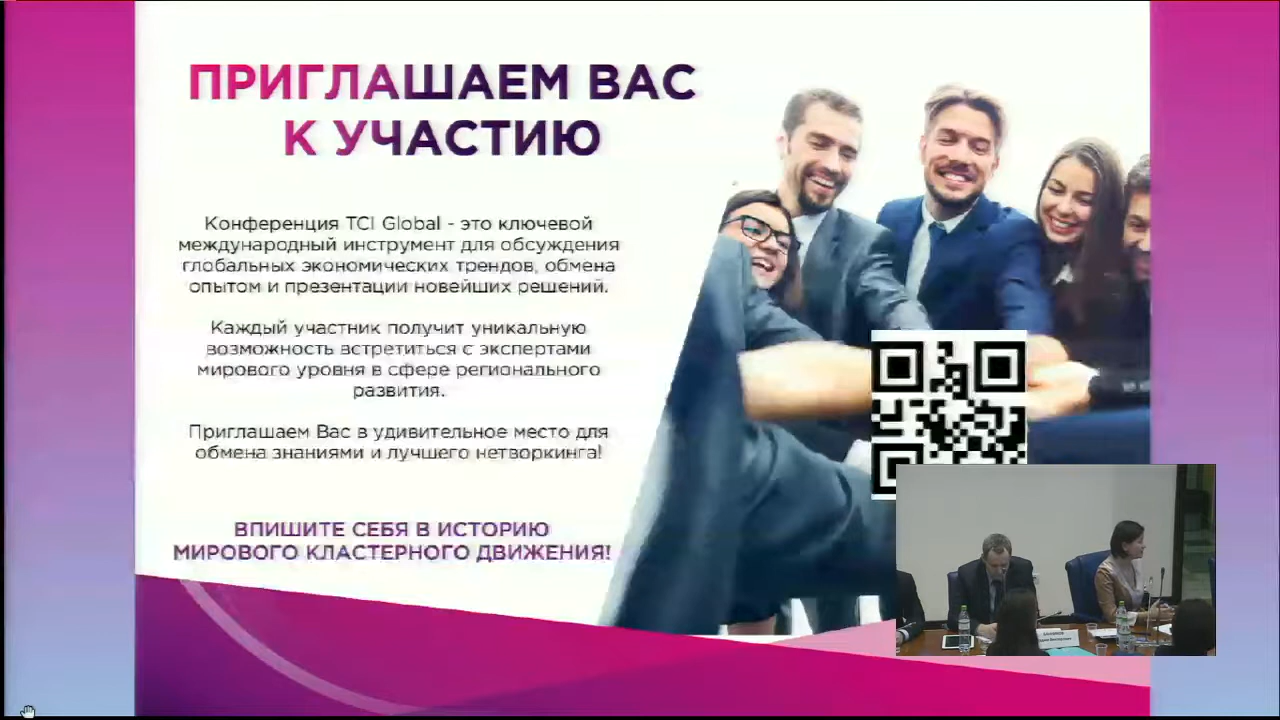 ПРИГЛАШАЕМ ВАС
К УЧАСТИЮ
Конференция TCI Global - это ключевой
международный инструмент для обсуждения
глобальных экономических трендов, обмена
опытом и презентации новейших решений.
Каждый участник получит уникальную
возможность встретиться с экспертами
мирового уровня в сфере регионального
развития.
Приглашаем Вас в удивительное место для
обмена знаниями и лучшего нетворкинга!
ВПИШИТЕ СЕБЯ В ИСТОРИЮ
МИРОВОГО КЛАСТЕРНОГО ДВИЖЕНИЯ!